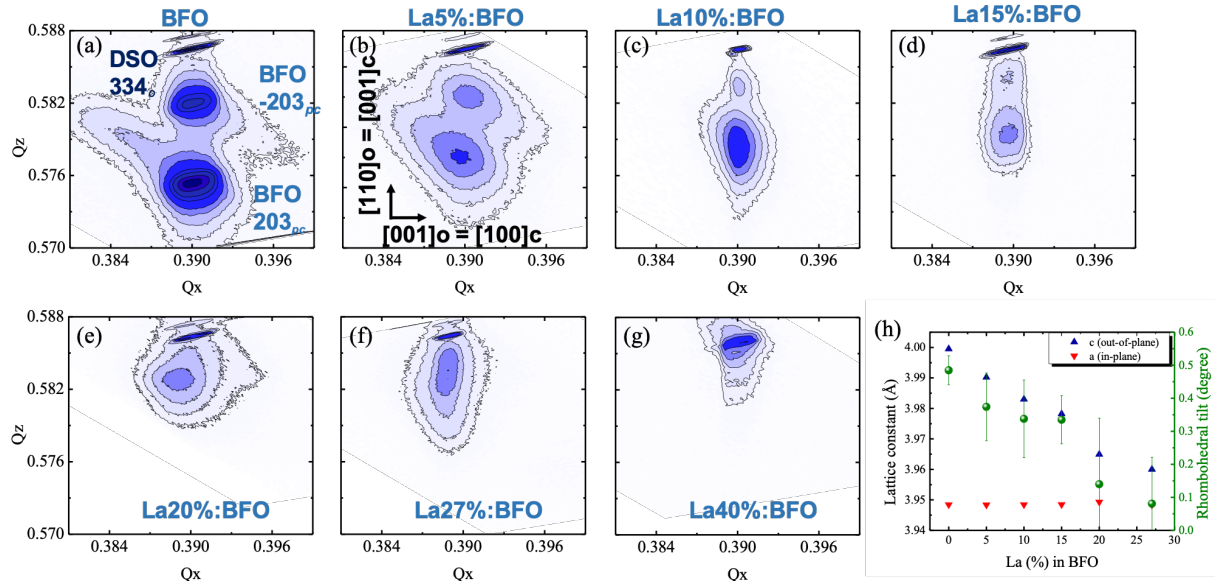 BFO
La5%:BFO
La10%:BFO
La15%:BFO
(a)
DSO
334o
BFO
-203pc
BFO
203pc
(b)
[110]o = [001]c
[001]o = [100]c
(c)
(d)
0.588
0.582
0.576
0.570
Qz
0.384 0.390 0.396
Qx
0.384 0.390 0.396
Qx
0.384 0.390 0.396
Qx
0.384 0.390 0.396
Qx
(e)
La20%:BFO
(f)
La27%:BFO
(g)
La40%:BFO
0.588
0.582
0.576
0.570
Qz
0.384 0.390 0.396
Qx
0.384 0.390 0.396
Qx
0.384 0.390 0.396
Qx
(h)
c (out-of-plane)
a (in-plane)
4.00
3.99
3.98
3.97
3.96
3.95
3.94
Lattice constant (Å)
0.6
0.5
0.4
0.3
0.2
0.1
0.0
Rhombohedral tilt (degree)
0 5 10 15 20 25 30
La (%) in BFO